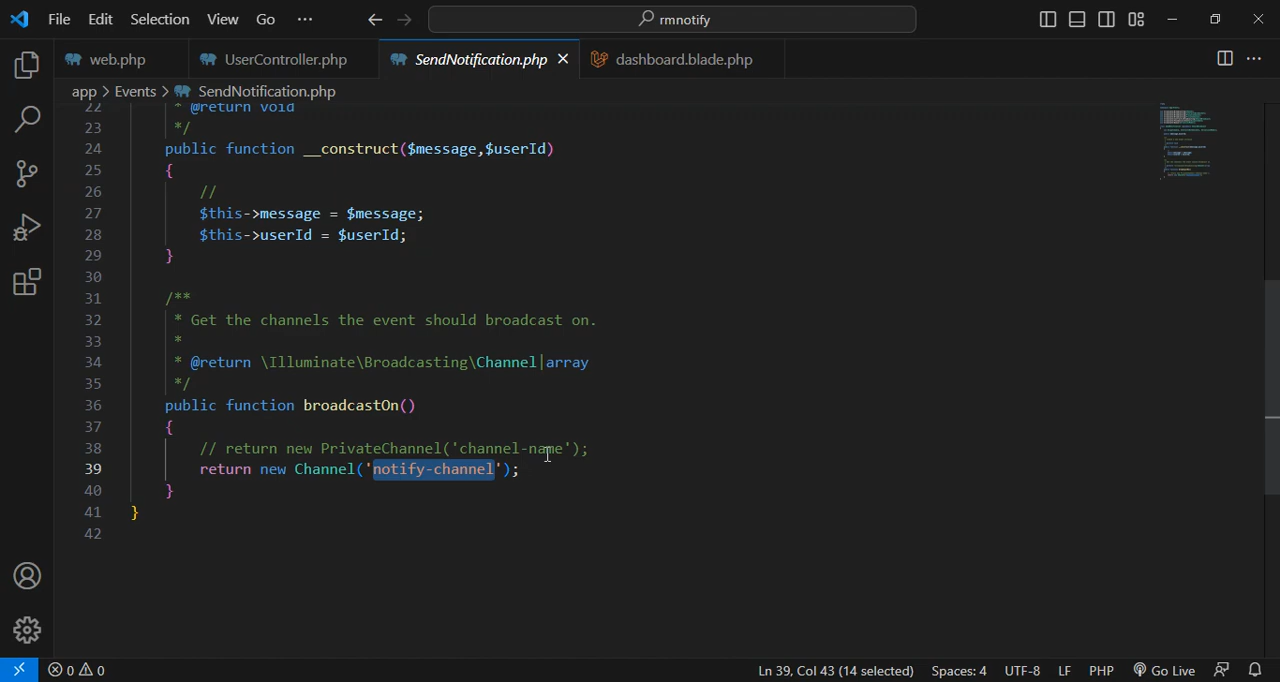 File Edit Selection View Go ··· rmnotify
web.php UserController.php SendNotification.php dashboard.blade.php ···
app > Events > SendNotification.php
22 * @return void
23 */
24 public function __construct($message,$userId)
25 {
26 //
27 $this->message = $message;
28 $this->userId = $userId;
29 }
30
31 /**
32 * Get the channels the event should broadcast on.
33 *
34 * @return \Illuminate\Broadcasting\Channel|array
35 */
36 public function broadcastOn()
37 {
38 // return new PrivateChannel('channel-name');
39 return new Channel('notify-channel');
40 }
41 }
42
0 0 Ln 39, Col 43 (14 selected) Spaces: 4 UTF-8 LF PHP Go Live